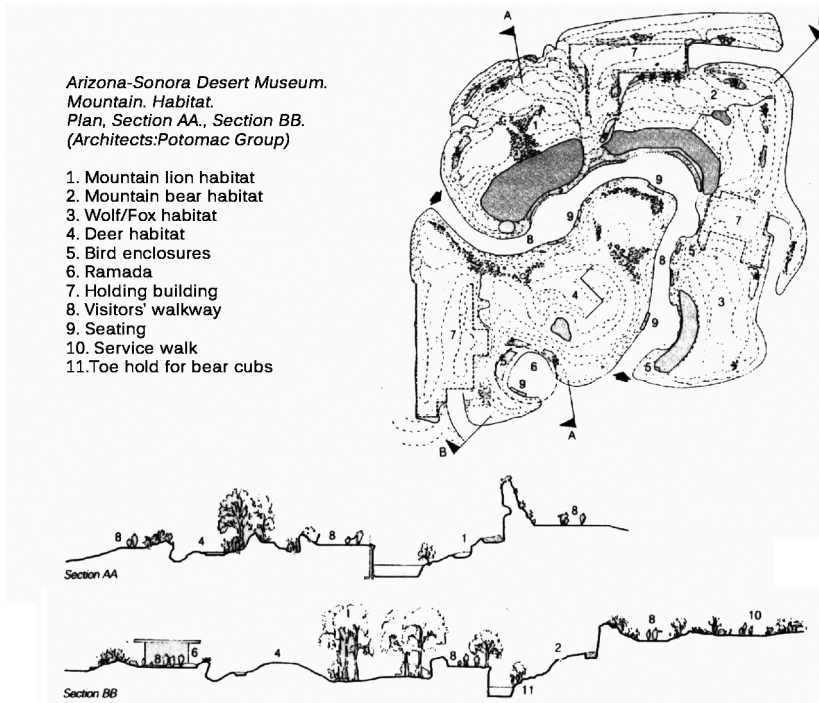 Arizona-Sonora Desert Museum.
Mountain. Habitat.
Plan, Section AA., Section BB.
(Architects:Potomac Group)
1. Mountain lion habitat
2. Mountain bear habitat
3. Wolf/Fox habitat
4. Deer habitat
5. Bird enclosures
6. Ramada
7. Holding building
8. Visitors' walkway
9. Seating
10. Service walk
11.Toe hold for bear cubs
A
7
2
1
9
9
8
7
5
8
4
3
9
7
5
6
5
9
A
B
8
4
8
1
8
Section AA
8
6
4
8
2
11
8
10
Section BB